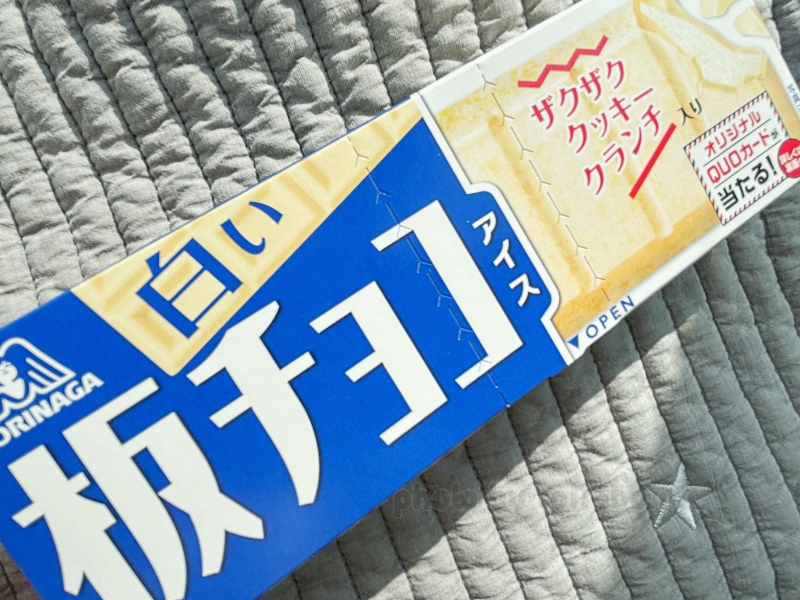 白い
MORINAGA
板チョコ
アイス
ザクザク
クッキー
クランチ
入り
オリジナル
QUOカードが
当たる!
OPEN